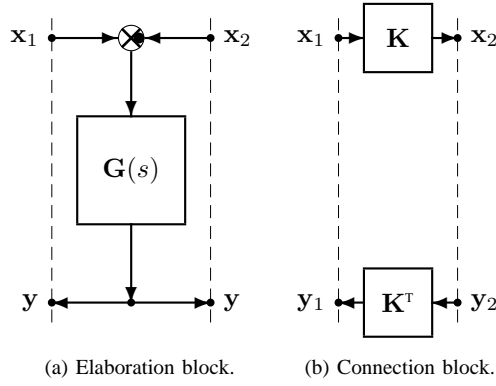 x₁ x₂ x₁ K x₂
G(s)
y y y₁ Kᵀ y₂
(a) Elaboration block. (b) Connection block.